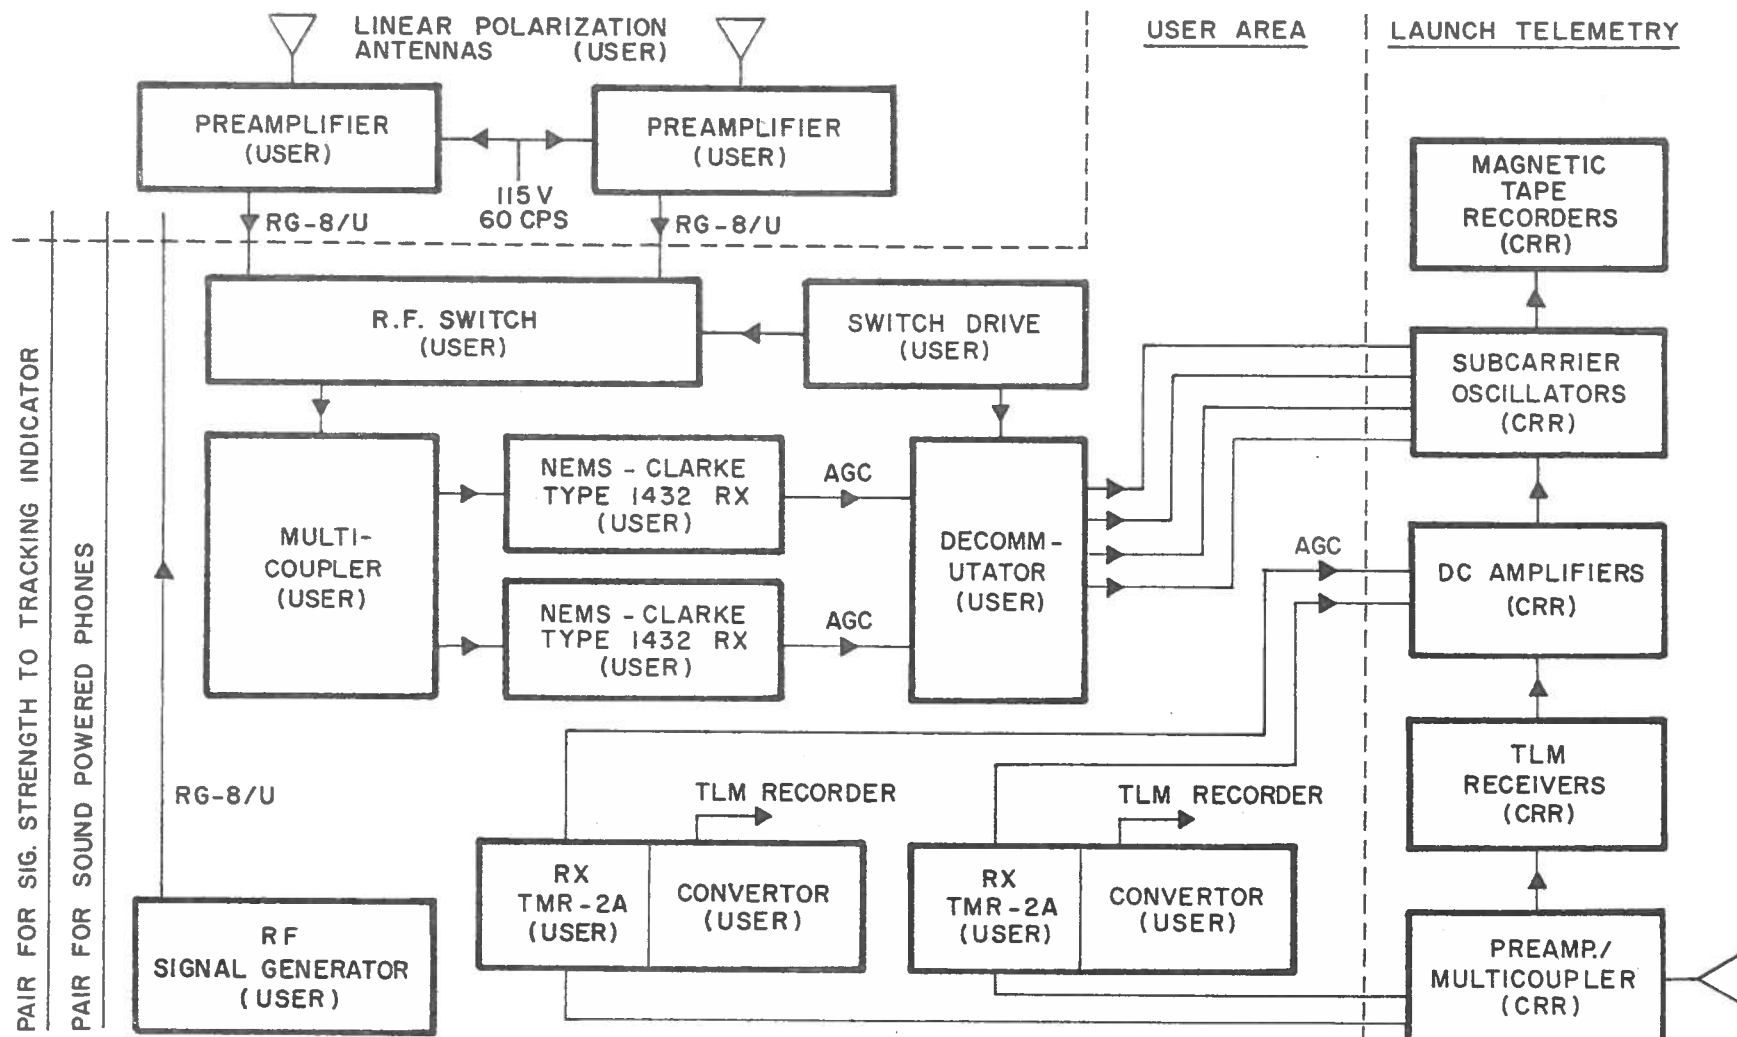 LINEAR POLARIZATION
ANTENNAS (USER)
USER AREA
LAUNCH TELEMETRY
PREAMPLIFIER
(USER)
PREAMPLIFIER
(USER)
115 V
60 CPS
RG-8/U
RG-8/U
MAGNETIC
TAPE
RECORDERS
(CRR)
R.F. SWITCH
(USER)
SWITCH DRIVE
(USER)
SUBCARRIER
OSCILLATORS
(CRR)
MULTI-
COUPLER
(USER)
NEMS - CLARKE
TYPE 1432 RX
(USER)
AGC
NEMS - CLARKE
TYPE 1432 RX
(USER)
AGC
DECOMM-
UTATOR
(USER)
AGC
DC AMPLIFIERS
(CRR)
TLM
RECEIVERS
(CRR)
PAIR FOR SIG. STRENGTH TO TRACKING INDICATOR
PAIR FOR SOUND POWERED PHONES
RG-8/U
TLM RECORDER
TLM RECORDER
RX
TMR-2A
(USER)
CONVERTOR
(USER)
RX
TMR-2A
(USER)
CONVERTOR
(USER)
RF
SIGNAL GENERATOR
(USER)
PREAMP./
MULTICOUPLER
(CRR)